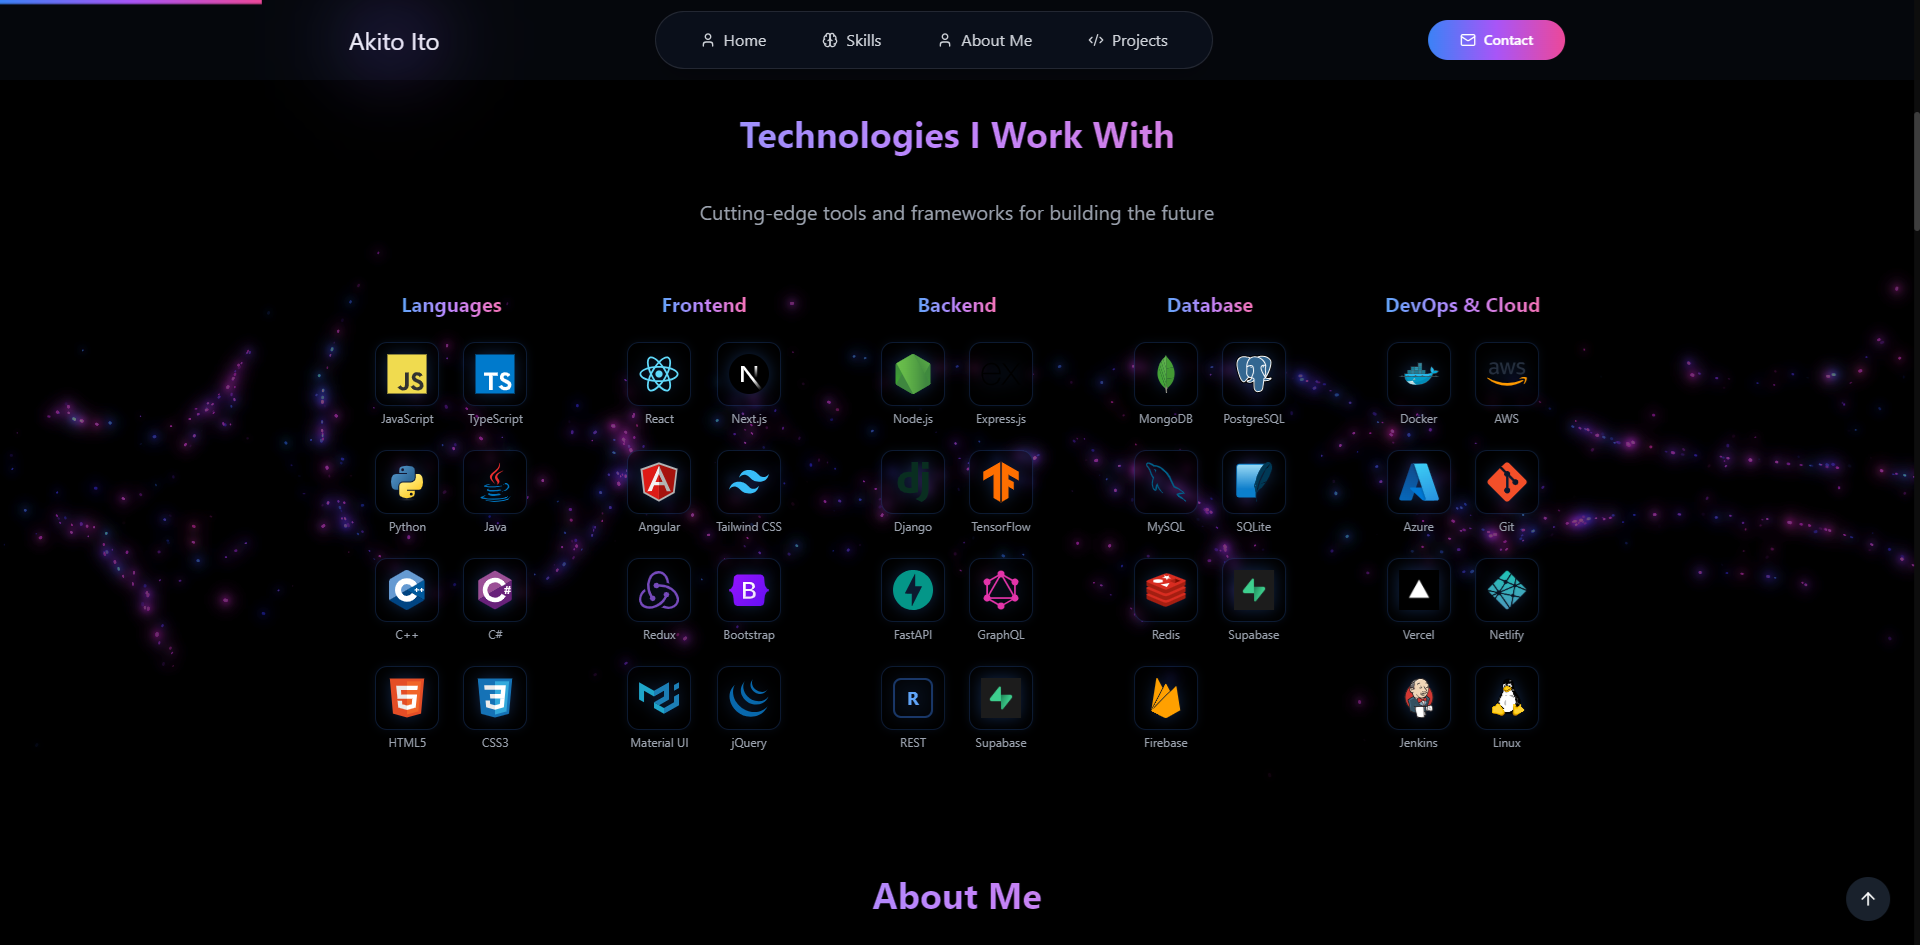 Akito Ito
Home
Skills
About Me
Projects
Contact
Technologies I Work With
Cutting-edge tools and frameworks for building the future
Languages
Frontend
Backend
Database
DevOps & Cloud
JS
TS
N
ex
aws
JavaScript
TypeScript
React
Next.js
Node.js
Express.js
MongoDB
PostgreSQL
Docker
AWS
A
dj
Python
Java
Angular
Tailwind CSS
Django
TensorFlow
MySQL
SQLite
Azure
Git
C++
C#
B
C++
C#
Redux
Bootstrap
FastAPI
GraphQL
Redis
Supabase
Vercel
Netlify
5
3
R
HTML5
CSS3
Material UI
jQuery
REST
Supabase
Firebase
Jenkins
Linux
About Me